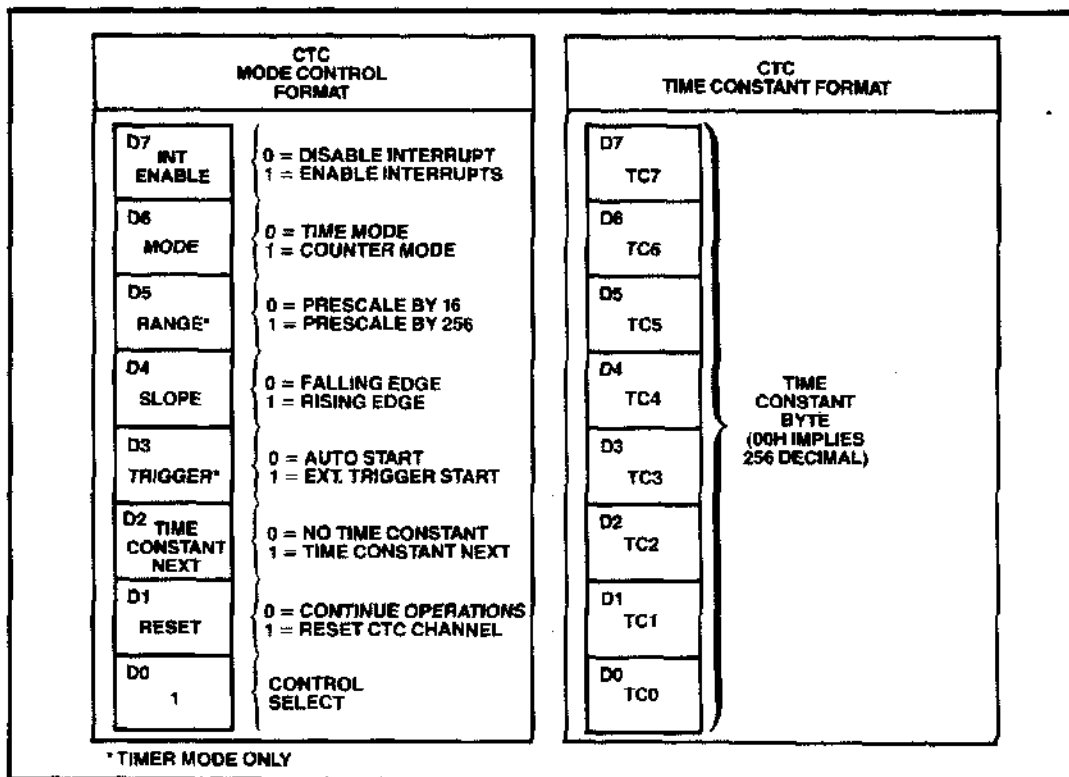 CTC
MODE CONTROL
FORMAT
D7
INT
ENABLE
0 = DISABLE INTERRUPT
1 = ENABLE INTERRUPTS
D6
MODE
0 = TIME MODE
1 = COUNTER MODE
D5
RANGE*
0 = PRESCALE BY 16
1 = PRESCALE BY 256
D4
SLOPE
0 = FALLING EDGE
1 = RISING EDGE
D3
TRIGGER*
0 = AUTO START
1 = EXT. TRIGGER START
D2 TIME
CONSTANT
NEXT
0 = NO TIME CONSTANT
1 = TIME CONSTANT NEXT
D1
RESET
0 = CONTINUE OPERATIONS
1 = RESET CTC CHANNEL
D0
1
CONTROL
SELECT
* TIMER MODE ONLY
CTC
TIME CONSTANT FORMAT
D7
TC7
D6
TC6
D5
TC5
D4
TC4
D3
TC3
D2
TC2
D1
TC1
D0
TC0
TIME
CONSTANT
BYTE
(00H IMPLIES
256 DECIMAL)